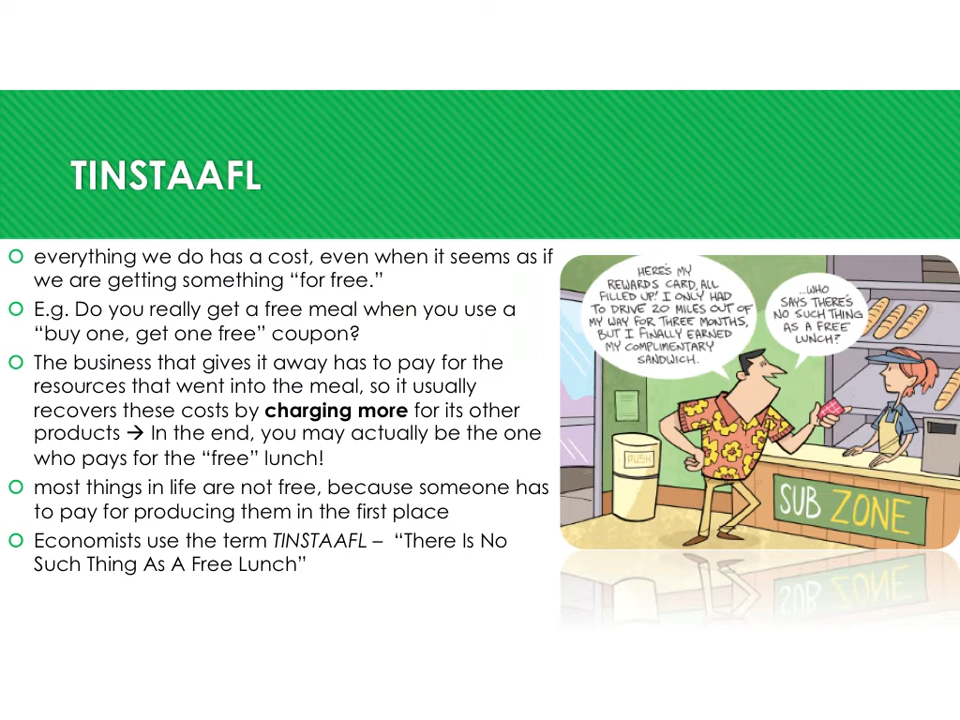 TINSTAAFL
everything we do has a cost, even when it seems as if
we are getting something “for free.”
E.g. Do you really get a free meal when you use a
“buy one, get one free” coupon?
The business that gives it away has to pay for the
resources that went into the meal, so it usually
recovers these costs by charging more for its other
products → In the end, you may actually be the one
who pays for the “free” lunch!
most things in life are not free, because someone has
to pay for producing them in the first place
Economists use the term TINSTAAFL – “There Is No
Such Thing As A Free Lunch”
HERE'S MY
REWARDS CARD, ALL
FILLED UP! I ONLY HAD
TO DRIVE 20 MILES OUT OF
MY WAY FOR THREE MONTHS,
BUT I FINALLY EARNED
MY COMPLIMENTARY
SANDWICH.
...WHO
SAYS THERE'S
NO SUCH THING
AS A FREE
LUNCH?
PUSH
SUB ZONE